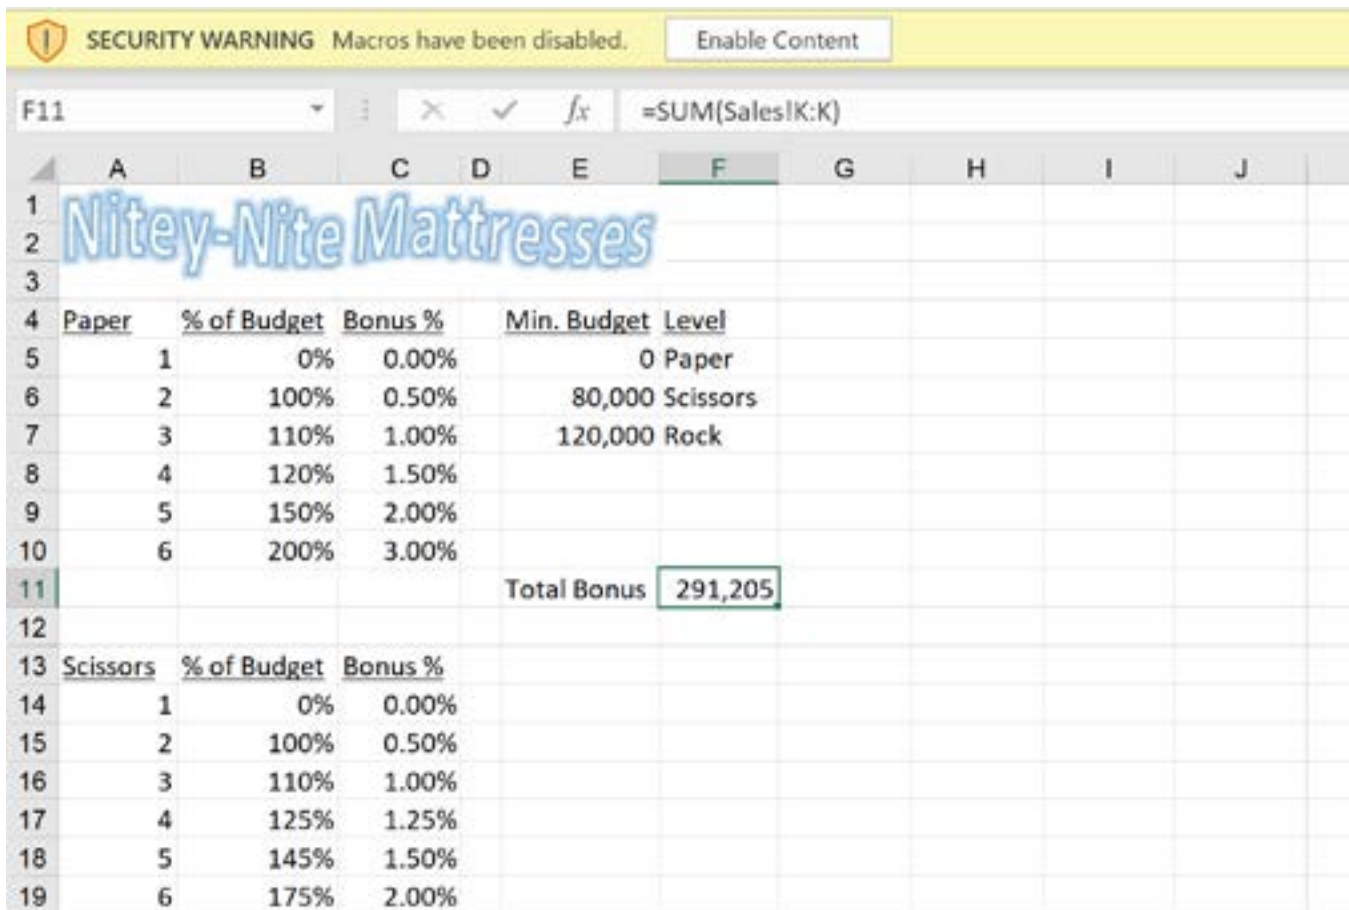 SECURITY WARNING Macros have been disabled. Enable Content
F11 fx =SUM(Sales!K:K)
A B C D E F G H I J
1
2
Nitey-Nite Mattresses
3
4 Paper % of Budget Bonus % Min. Budget Level
5 1 0% 0.00% 0 Paper
6 2 100% 0.50% 80,000 Scissors
7 3 110% 1.00% 120,000 Rock
8 4 120% 1.50%
9 5 150% 2.00%
10 6 200% 3.00%
11 Total Bonus 291,205
12
13 Scissors % of Budget Bonus %
14 1 0% 0.00%
15 2 100% 0.50%
16 3 110% 1.00%
17 4 125% 1.25%
18 5 145% 1.50%
19 6 175% 2.00%